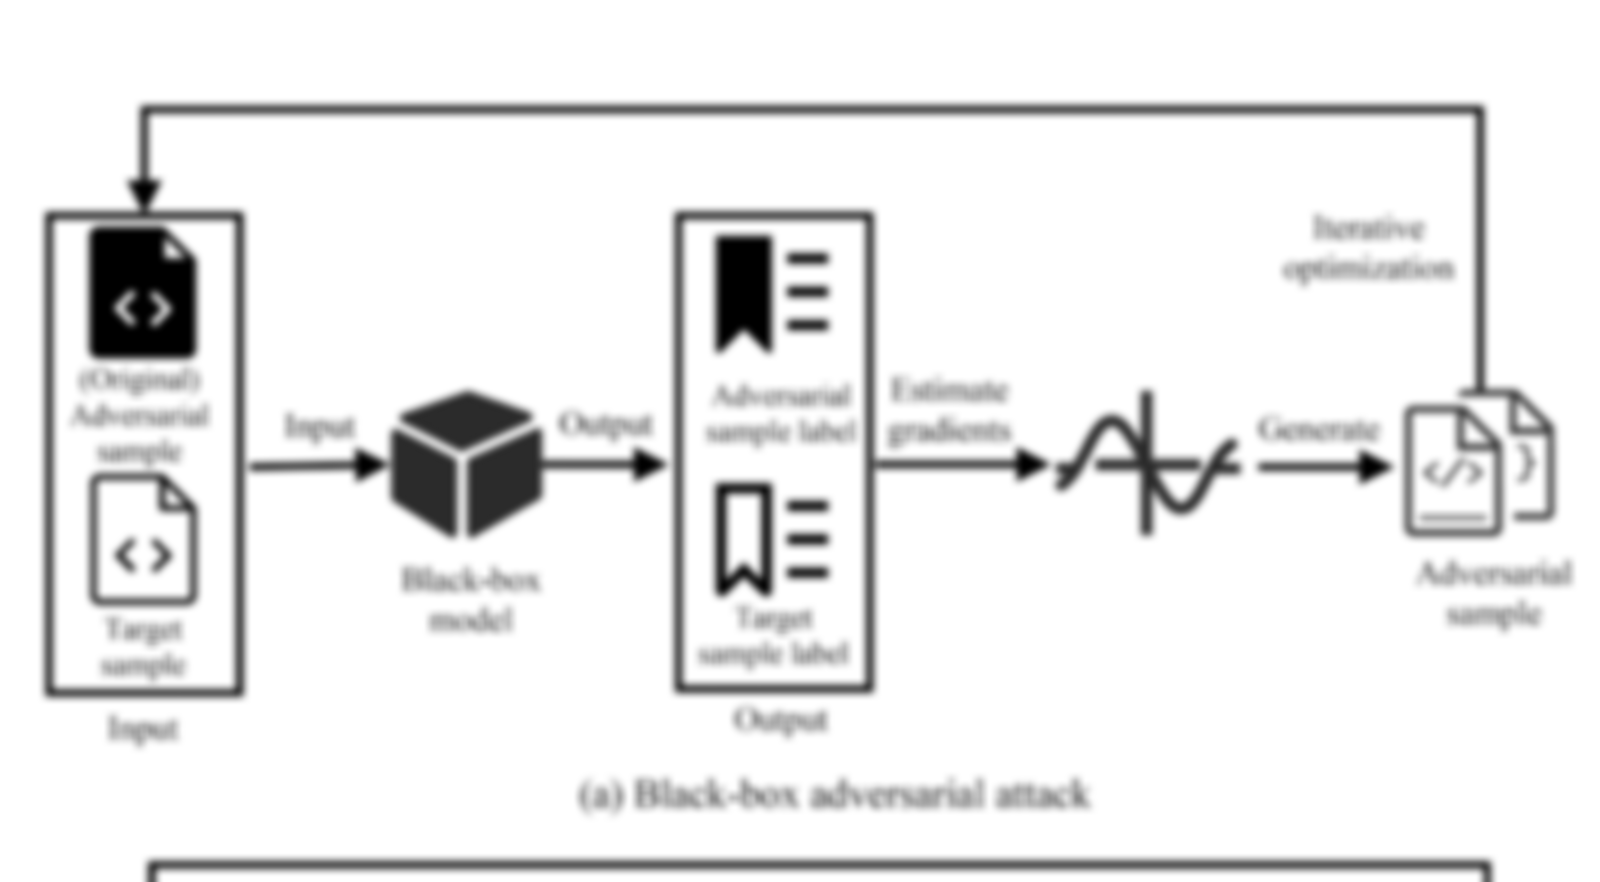 Iterative
optimization
(Original)
Adversarial
sample
Target
sample
Input
Input
Black-box
model
Output
Adversarial
sample label
Target
sample label
Output
Estimate
gradients
Generate
Adversarial
sample
(a) Black-box adversarial attack